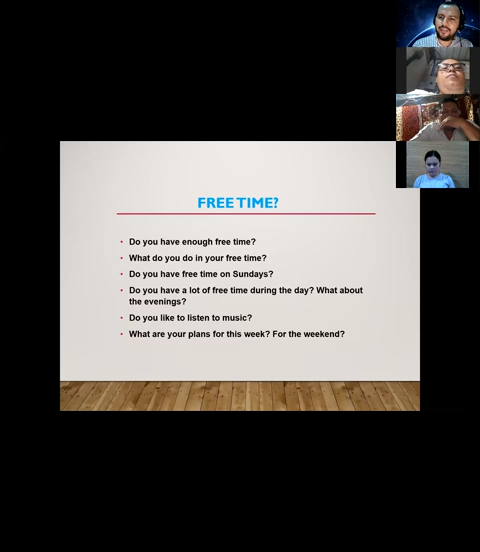 FREE TIME?
• Do you have enough free time?
• What do you do in your free time?
• Do you have free time on Sundays?
• Do you have a lot of free time during the day? What about
the evenings?
• Do you like to listen to music?
• What are your plans for this week? For the weekend?